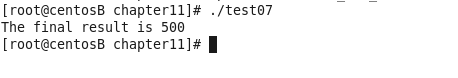 [root@centosB chapter11]# ./test07
The final result is 500
[root@centosB chapter11]#